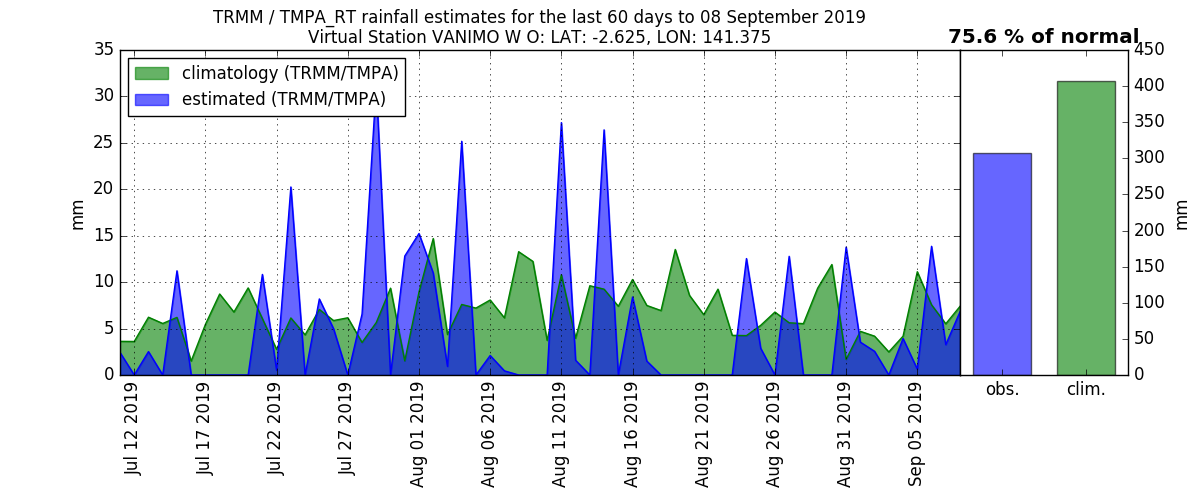 TRMM / TMPA_RT rainfall estimates for the last 60 days to 08 September 2019
Virtual Station VANIMO W O: LAT: -2.625, LON: 141.375
75.6 % of normal
climatology (TRMM/TMPA)
estimated (TRMM/TMPA)
35
30
25
20
15
10
5
0
mm
Jul 12 2019
Jul 17 2019
Jul 22 2019
Jul 27 2019
Aug 01 2019
Aug 06 2019
Aug 11 2019
Aug 16 2019
Aug 21 2019
Aug 26 2019
Aug 31 2019
Sep 05 2019
obs.
clim.
450
400
350
300
250
200
150
100
50
0
mm